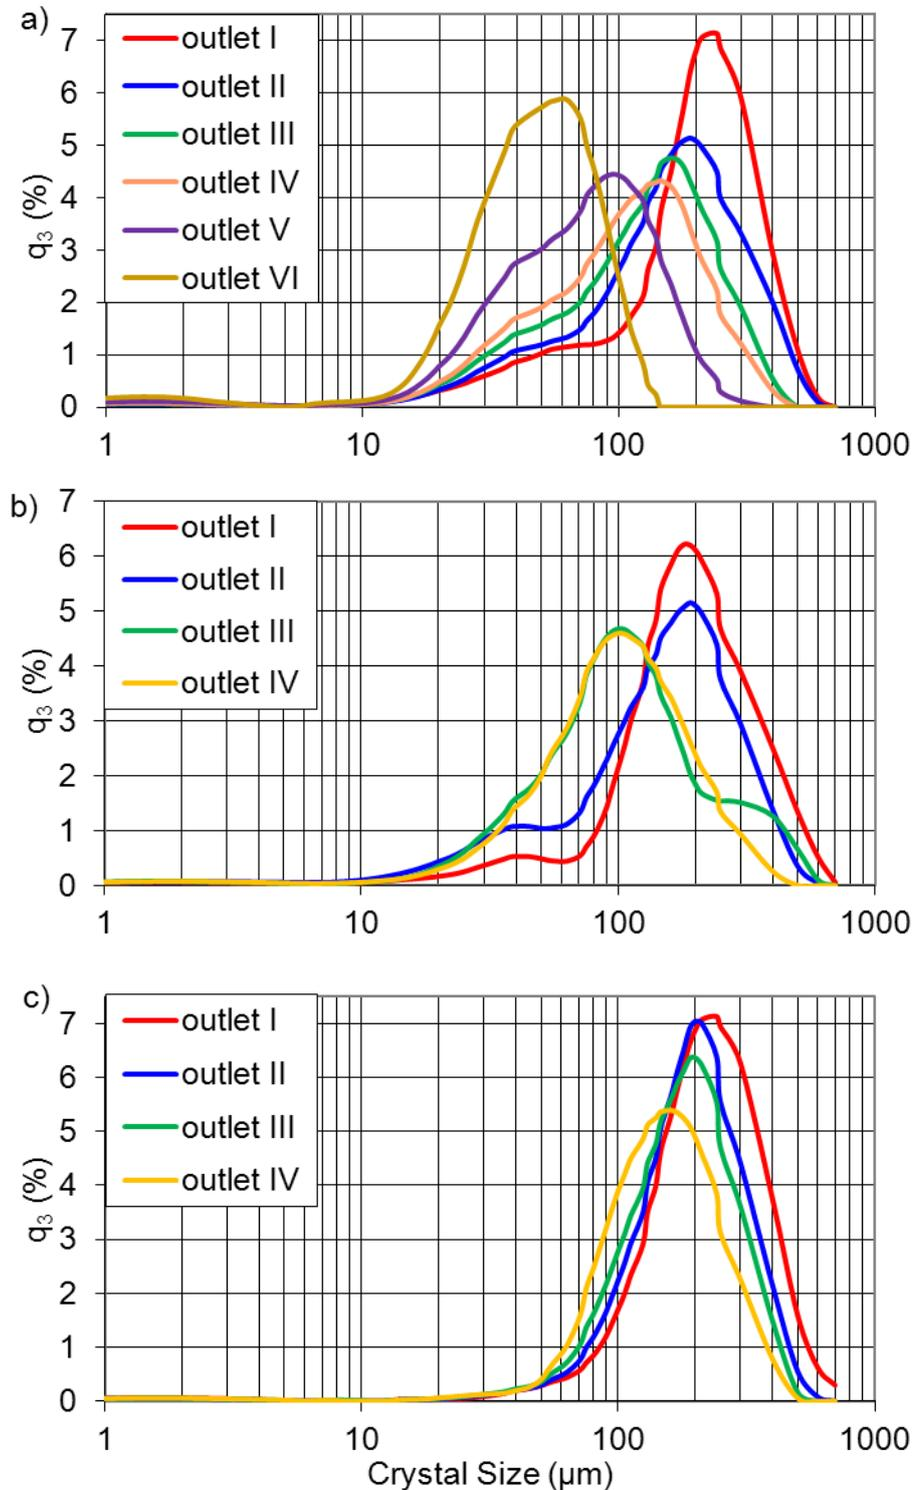 a)
7
6
5
4
3
2
1
0
q3 (%)
outlet I
outlet II
outlet III
outlet IV
outlet V
outlet VI
1 10 100 1000
b)
7
6
5
4
3
2
1
0
q3 (%)
outlet I
outlet II
outlet III
outlet IV
1 10 100 1000
c)
7
6
5
4
3
2
1
0
q3 (%)
outlet I
outlet II
outlet III
outlet IV
1 10 100 1000
Crystal Size (µm)